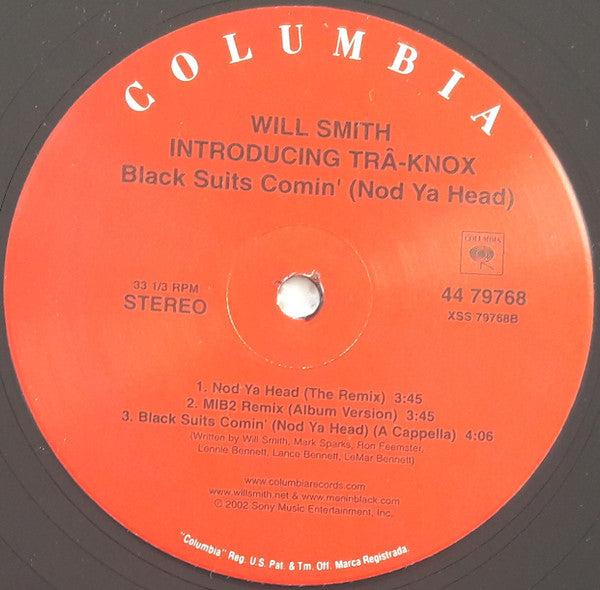 COLUMBIA
WILL SMITH
INTRODUCING TRÂ-KNOX
Black Suits Comin' (Nod Ya Head)
COLUMBIA
33 1/3 RPM
STEREO
44 79768
XSS 79768B
1. Nod Ya Head (The Remix) 3:45
2. MIB2 Remix (Album Version) 3:45
3. Black Suits Comin' (Nod Ya Head) (A Cappella) 4:06
(Written by Will Smith, Mark Sparks, Ron Feemster,
Lennie Bennett, Lance Bennett, LeMar Bennett)
www.columbiarecords.com
www.willsmith.net & www.meninblack.com
© 2002 Sony Music Entertainment, Inc.
"Columbia" Reg. U.S. Pat. & Tm. Off. Marca Registrada.